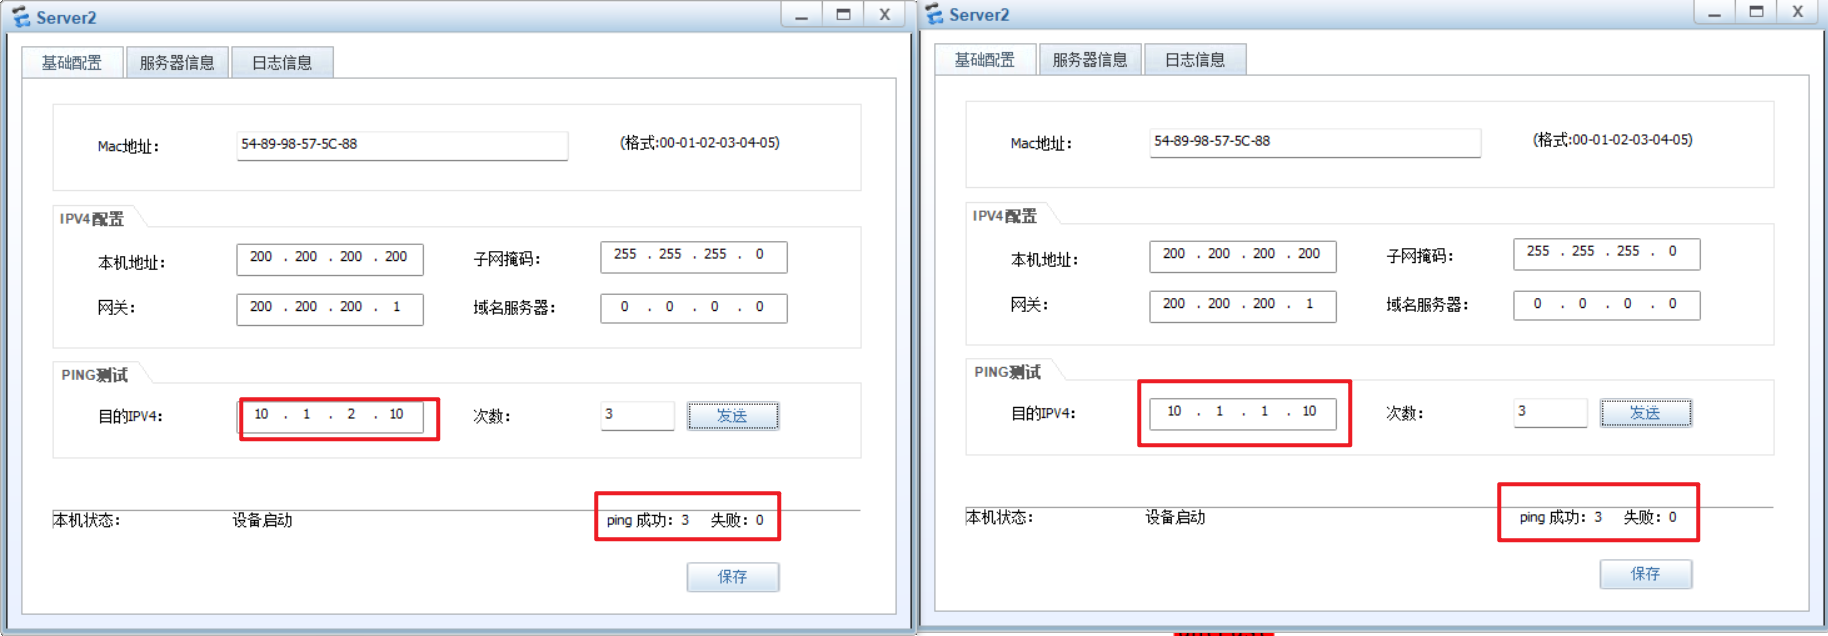 Server2
基础配置 服务器信息 日志信息
Mac地址: 54-89-98-57-5C-88 (格式:00-01-02-03-04-05)
IPV4配置
本机地址: 200 . 200 . 200 . 200 子网掩码: 255 . 255 . 255 . 0
网关: 200 . 200 . 200 . 1 域名服务器: 0 . 0 . 0 . 0
PING测试
目的IPV4: 10 . 1 . 2 . 10 次数: 3 发送
本机状态: 设备启动 ping 成功: 3 失败: 0
保存
Server2
基础配置 服务器信息 日志信息
Mac地址: 54-89-98-57-5C-88 (格式:00-01-02-03-04-05)
IPV4配置
本机地址: 200 . 200 . 200 . 200 子网掩码: 255 . 255 . 255 . 0
网关: 200 . 200 . 200 . 1 域名服务器: 0 . 0 . 0 . 0
PING测试
目的IPV4: 10 . 1 . 1 . 10 次数: 3 发送
本机状态: 设备启动 ping 成功: 3 失败: 0
保存